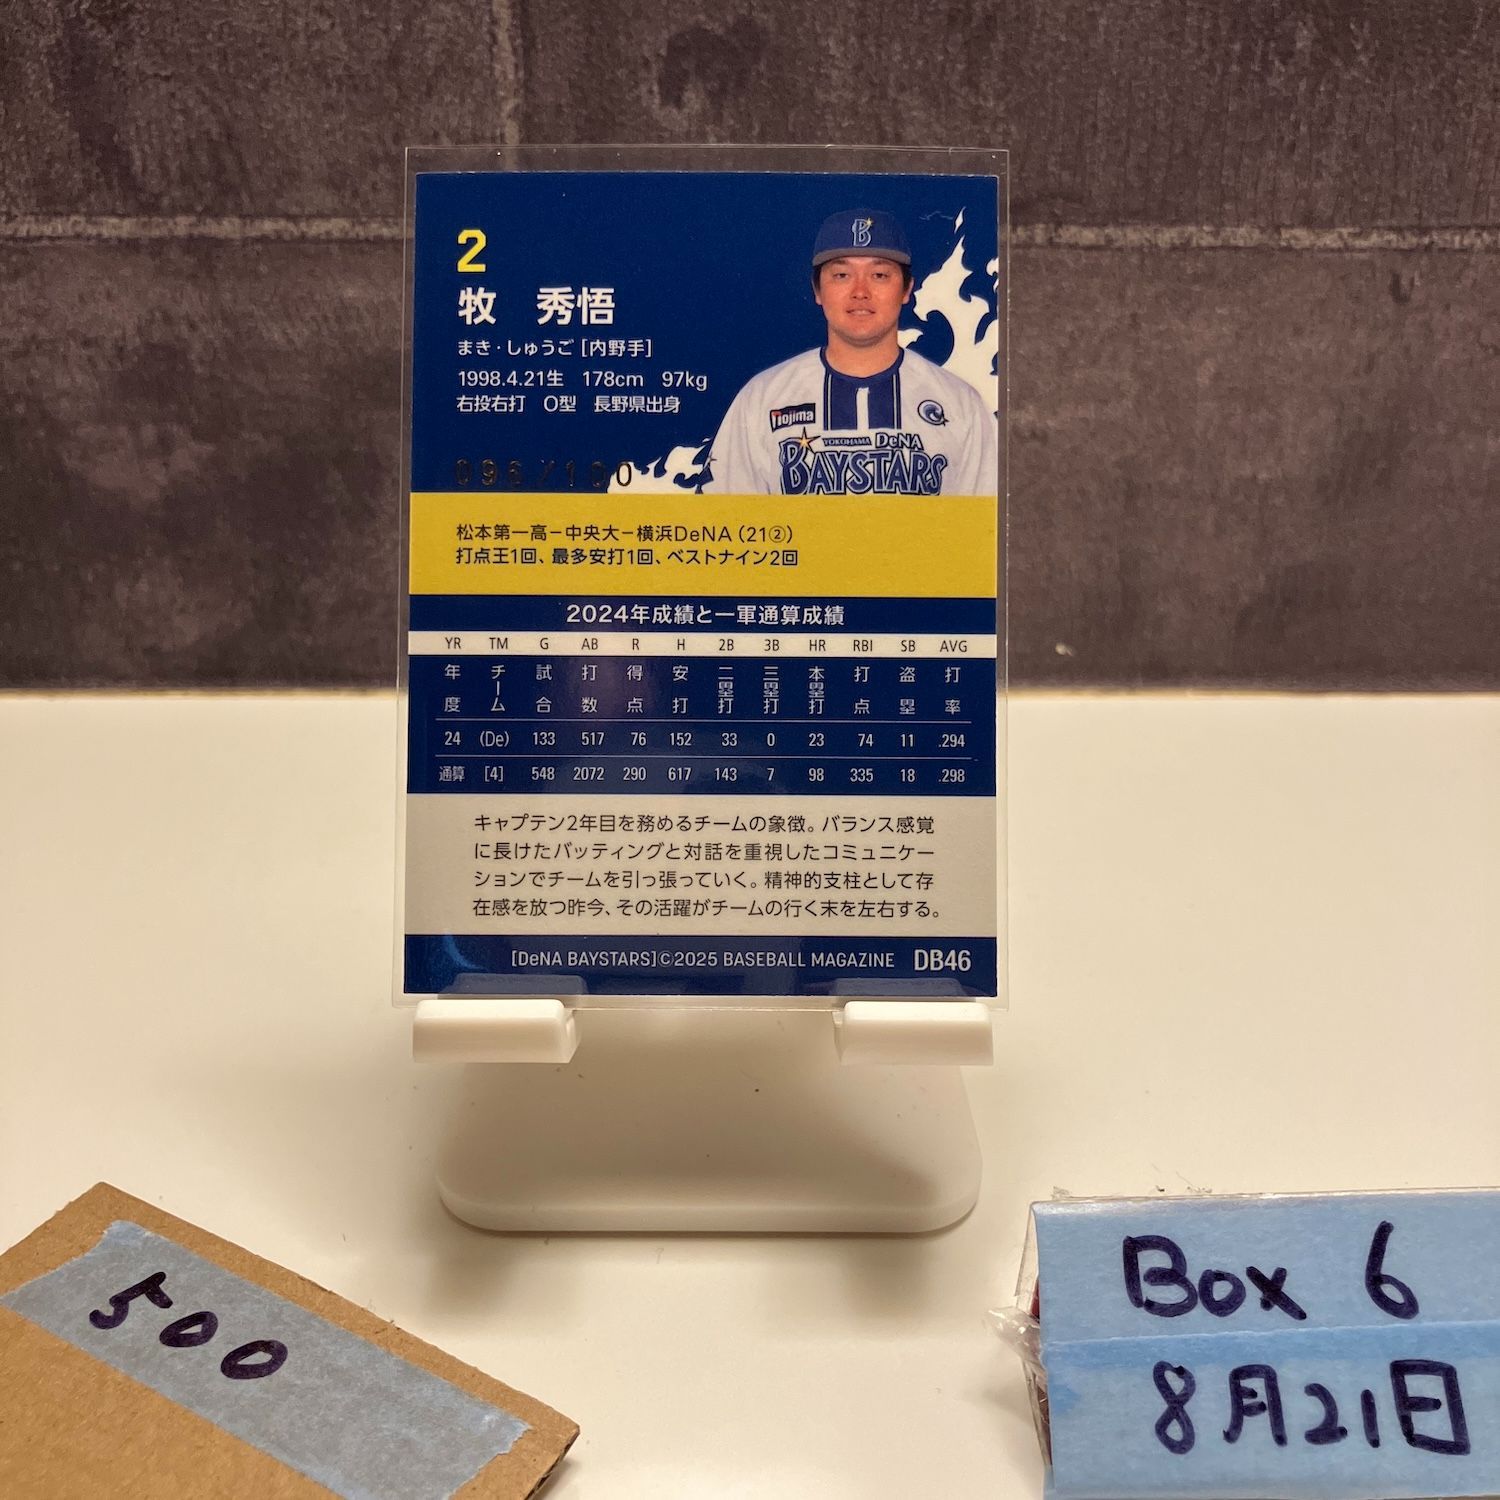 2
牧 秀悟
まき・しゅうご [内野手]
1998.4.21生 178cm 97kg
右投右打 O型 長野県出身
096/100
B
nojima
YOKOHAMA DeNA
BAYSTARS
松本第一高－中央大－横浜DeNA（21②）
打点王1回、最多安打1回、ベストナイン2回
2024年成績と一軍通算成績
YR TM G AB R H 2B 3B HR RBI SB AVG
年度 チーム 試合 打数 得点 安打 二塁打 三塁打 本塁打 打点 盗塁 打率
24 (De) 133 517 76 152 33 0 23 74 11 .294
通算 [4] 548 2072 290 617 143 7 98 335 18 .298
キャプテン2年目を務めるチームの象徴。バランス感覚
に長けたバッティングと対話を重視したコミュニケー
ションでチームを引っ張っていく。精神的支柱として存
在感を放つ昨今、その活躍がチームの行く末を左右する。
[DeNA BAYSTARS]©2025 BASEBALL MAGAZINE DB46
500
Box 6
8月21日